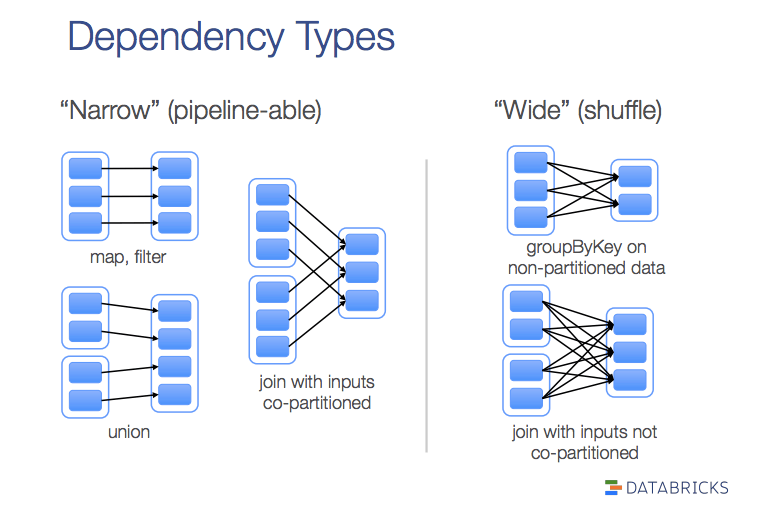 Dependency Types
“Narrow” (pipeline-able)
map, filter
union
join with inputs
co-partitioned
“Wide” (shuffle)
groupByKey on
non-partitioned data
join with inputs not
co-partitioned
DATABRICKS